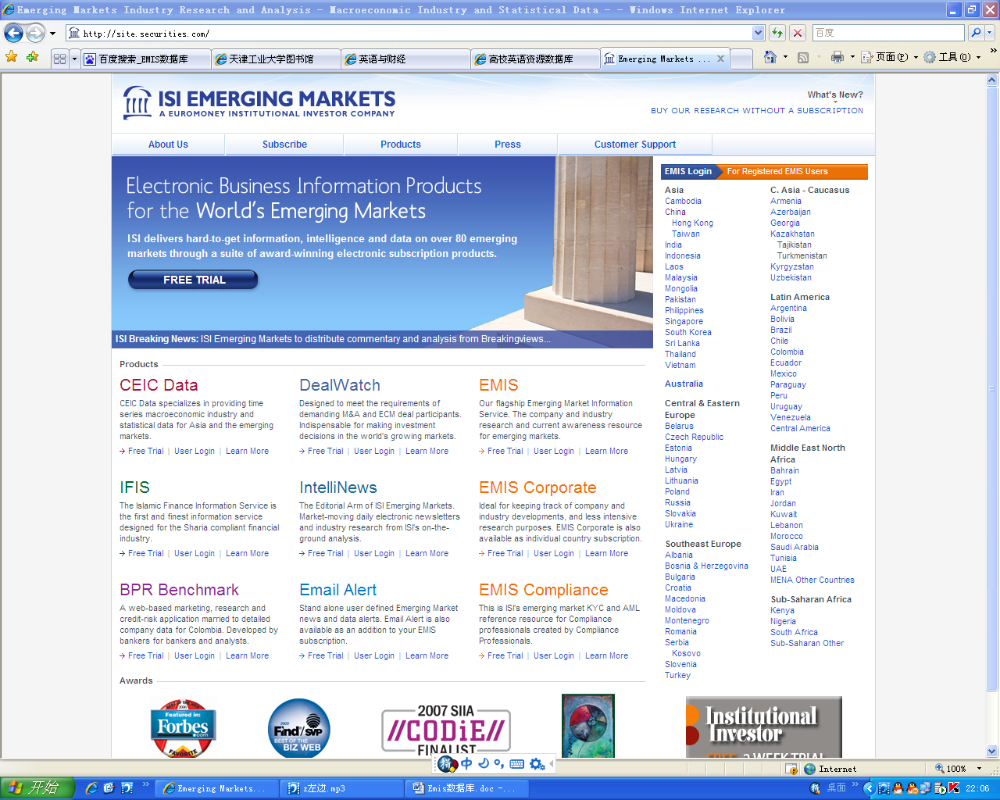 Emerging Markets Industry Research and Analysis - Macroeconomic Industry and Statistical Data - - Windows Internet Explorer
http://site.securities.com/
百度
百度搜索_EMIS数据库
天津工业大学图书馆
英语与财经
高校英语资源数据库
Emerging Markets ...
页面(P)
工具(O)
ISI EMERGING MARKETS
A EUROMONEY INSTITUTIONAL INVESTOR COMPANY
What's New?
BUY OUR RESEARCH WITHOUT A SUBSCRIPTION
About Us
Subscribe
Products
Press
Customer Support
Electronic Business Information Products
for the World's Emerging Markets
ISI delivers hard-to-get information, intelligence and data on over 80 emerging
markets through a suite of award-winning electronic subscription products.
FREE TRIAL
ISI Breaking News: ISI Emerging Markets to distribute commentary and analysis from Breakingviews...
Products
CEIC Data
CEIC Data specializes in providing time
series macroeconomic industry and
statistical data for Asia and the emerging
markets.
Free Trial | User Login | Learn More
DealWatch
Designed to meet the requirements of
demanding M&A and ECM deal participants.
Indispensable for making investment
decisions in the world's growing markets.
Free Trial | User Login | Learn More
EMIS
Our flagship Emerging Market Information
Service. The company and industry
research and current awareness resource
for emerging markets.
Free Trial | User Login | Learn More
IFIS
The Islamic Finance Information Service is
the first and finest information service
designed for the Sharia compliant financial
industry.
Free Trial | User Login | Learn More
IntelliNews
The Editorial Arm of ISI Emerging Markets.
Market-moving daily electronic newsletters
and industry research from ISI's on-the-
ground analysis.
Free Trial | User Login | Learn More
EMIS Corporate
Ideal for keeping track of company and
industry developments, and less intensive
research purposes. EMIS Corporate is also
available as individual country subscription.
Free Trial | User Login | Learn More
BPR Benchmark
A web-based marketing, research and
credit-risk application married to detailed
company data for Colombia. Developed by
bankers for bankers and analysts.
Free Trial | User Login | Learn More
Email Alert
Stand alone user defined Emerging Market
news and data alerts. Email Alert is also
available as an addition to your EMIS
subscription.
Free Trial | User Login | Learn More
EMIS Compliance
This is ISI's emerging market KYC and AML
reference resource for Compliance
professionals created by Compliance
Professionals.
Free Trial | User Login | Learn More
Awards
BEST OF THE WEB
2006
Featured in:
Forbes
.com
FAVORITE
2003
Find/SVP
BEST OF THE
BIZ WEB
2007 SIIA
//CODiE//
FINALIST
EMIS Login
For Registered EMIS Users
Asia
Cambodia
China
Hong Kong
Taiwan
India
Indonesia
Laos
Malaysia
Mongolia
Pakistan
Philippines
Singapore
South Korea
Sri Lanka
Thailand
Vietnam
Australia
Central & Eastern
Europe
Belarus
Czech Republic
Estonia
Hungary
Latvia
Lithuania
Poland
Russia
Slovakia
Ukraine
Southeast Europe
Albania
Bosnia & Herzegovina
Bulgaria
Croatia
Macedonia
Moldova
Montenegro
Romania
Serbia
Kosovo
Slovenia
Turkey
C. Asia - Caucasus
Armenia
Azerbaijan
Georgia
Kazakhstan
Tajikistan
Turkmenistan
Kyrgyzstan
Uzbekistan
Latin America
Argentina
Bolivia
Brazil
Chile
Colombia
Ecuador
Mexico
Paraguay
Peru
Uruguay
Venezuela
Central America
Middle East North
Africa
Bahrain
Egypt
Iran
Jordan
Kuwait
Lebanon
Morocco
Saudi Arabia
Tunisia
UAE
MENA Other Countries
Sub-Saharan Africa
Kenya
Nigeria
South Africa
Sub-Saharan Other
Institutional
Investor
FREE 2 WEEK TRIAL
中
Internet
100%
开始
Emerging Markets...
z左边.mp3
Emis数据库.doc -...
桌面
22:06